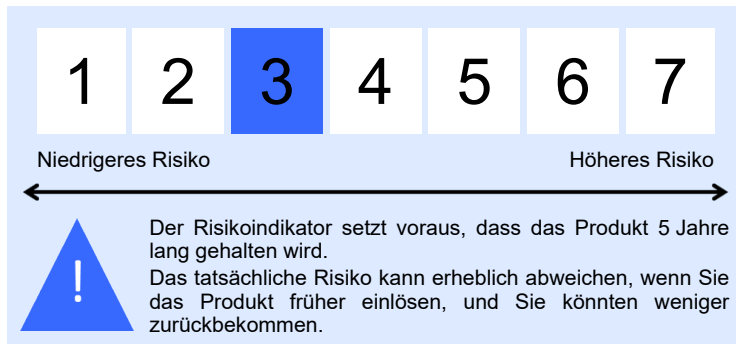 1 2 3 4 5 6 7
Niedrigeres Risiko Höheres Risiko
!
Der Risikoindikator setzt voraus, dass das Produkt 5 Jahre
lang gehalten wird.
Das tatsächliche Risiko kann erheblich abweichen, wenn Sie
das Produkt früher einlösen, und Sie könnten weniger
zurückbekommen.